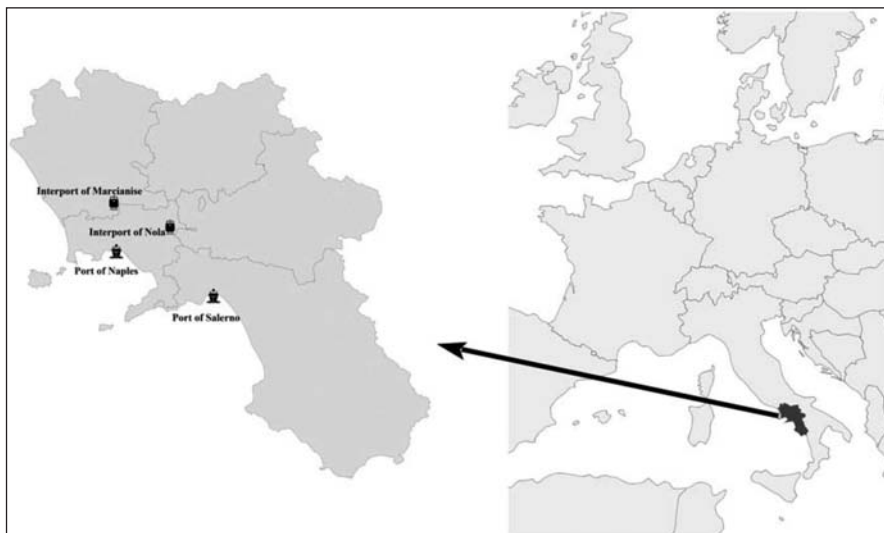 Interport of Marcianise
Interport of Nola
Port of Naples
Port of Salerno